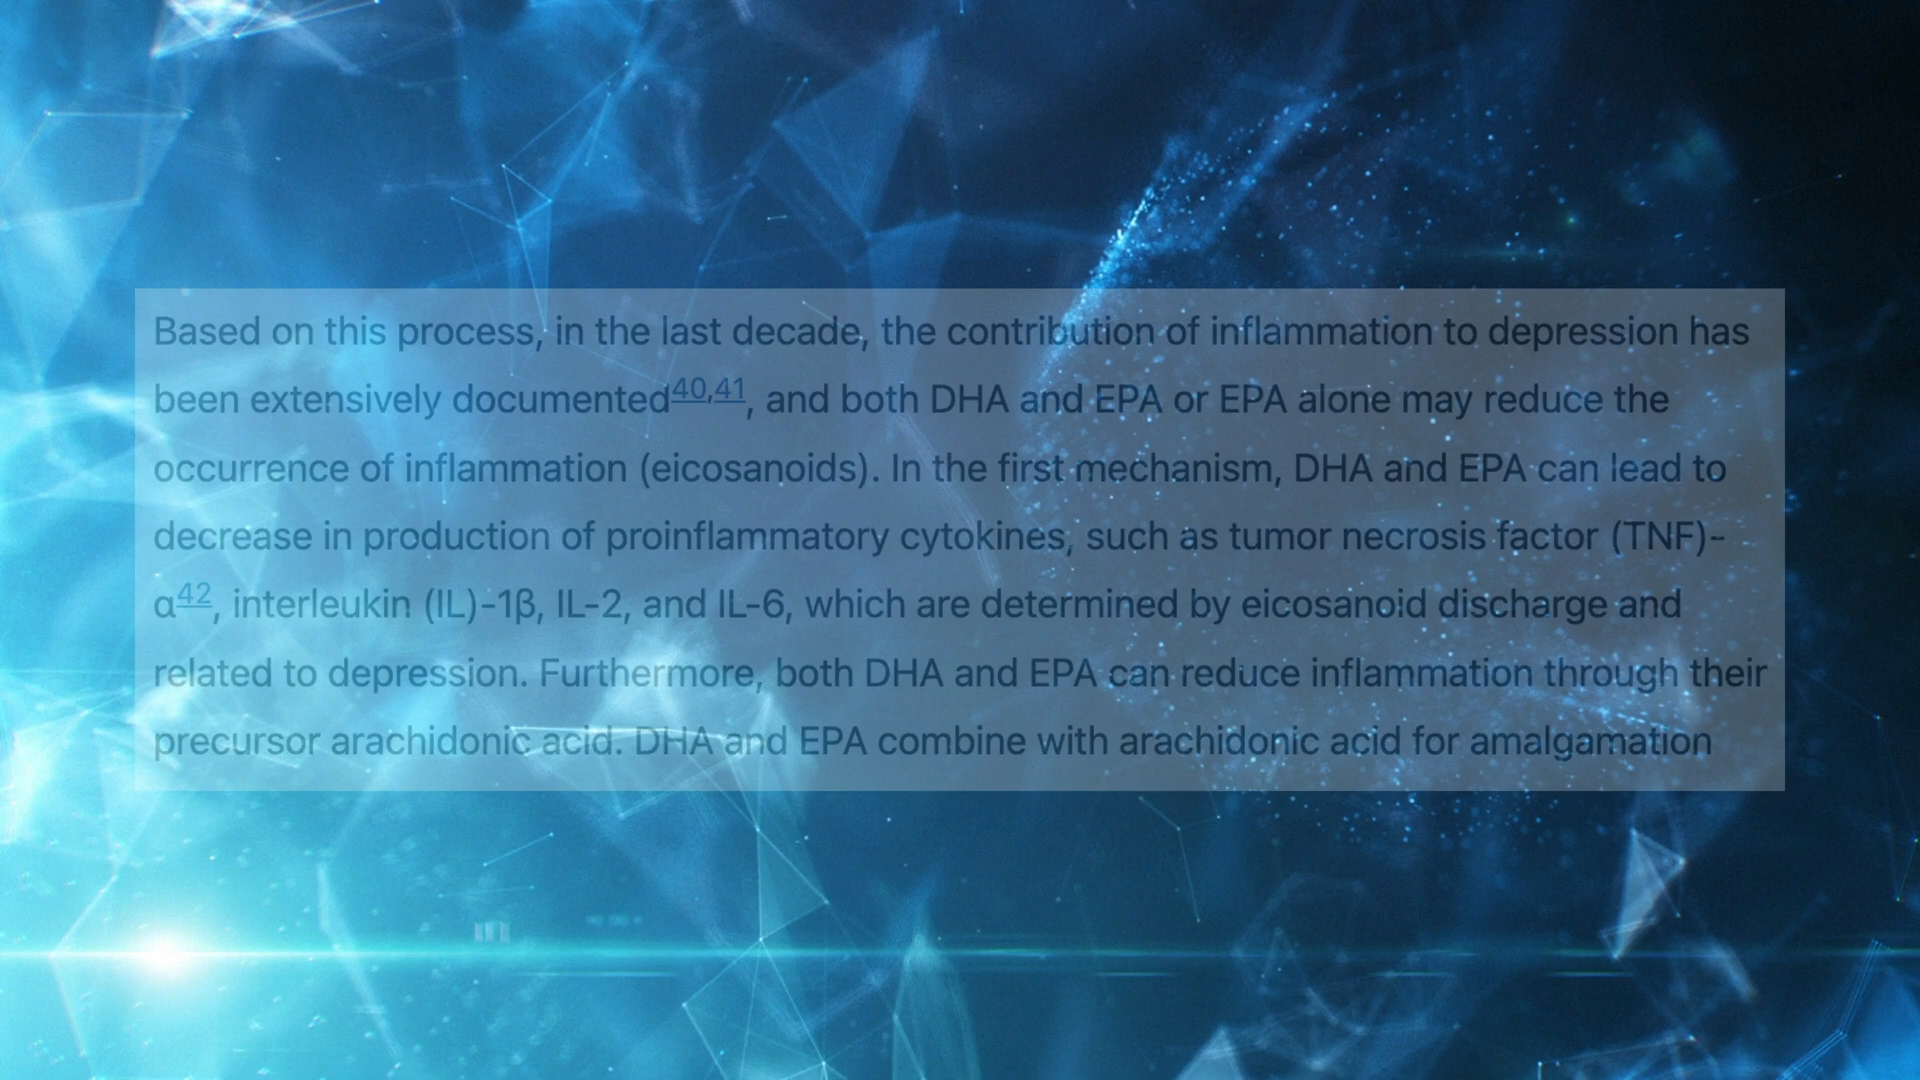 Based on this process, in the last decade, the contribution of inflammation to depression has
been extensively documented40,41, and both DHA and EPA or EPA alone may reduce the
occurrence of inflammation (eicosanoids). In the first mechanism, DHA and EPA can lead to
decrease in production of proinflammatory cytokines, such as tumor necrosis factor (TNF)-
α42, interleukin (IL)-1β, IL-2, and IL-6, which are determined by eicosanoid discharge and
related to depression. Furthermore, both DHA and EPA can reduce inflammation through their
precursor arachidonic acid. DHA and EPA combine with arachidonic acid for amalgamation